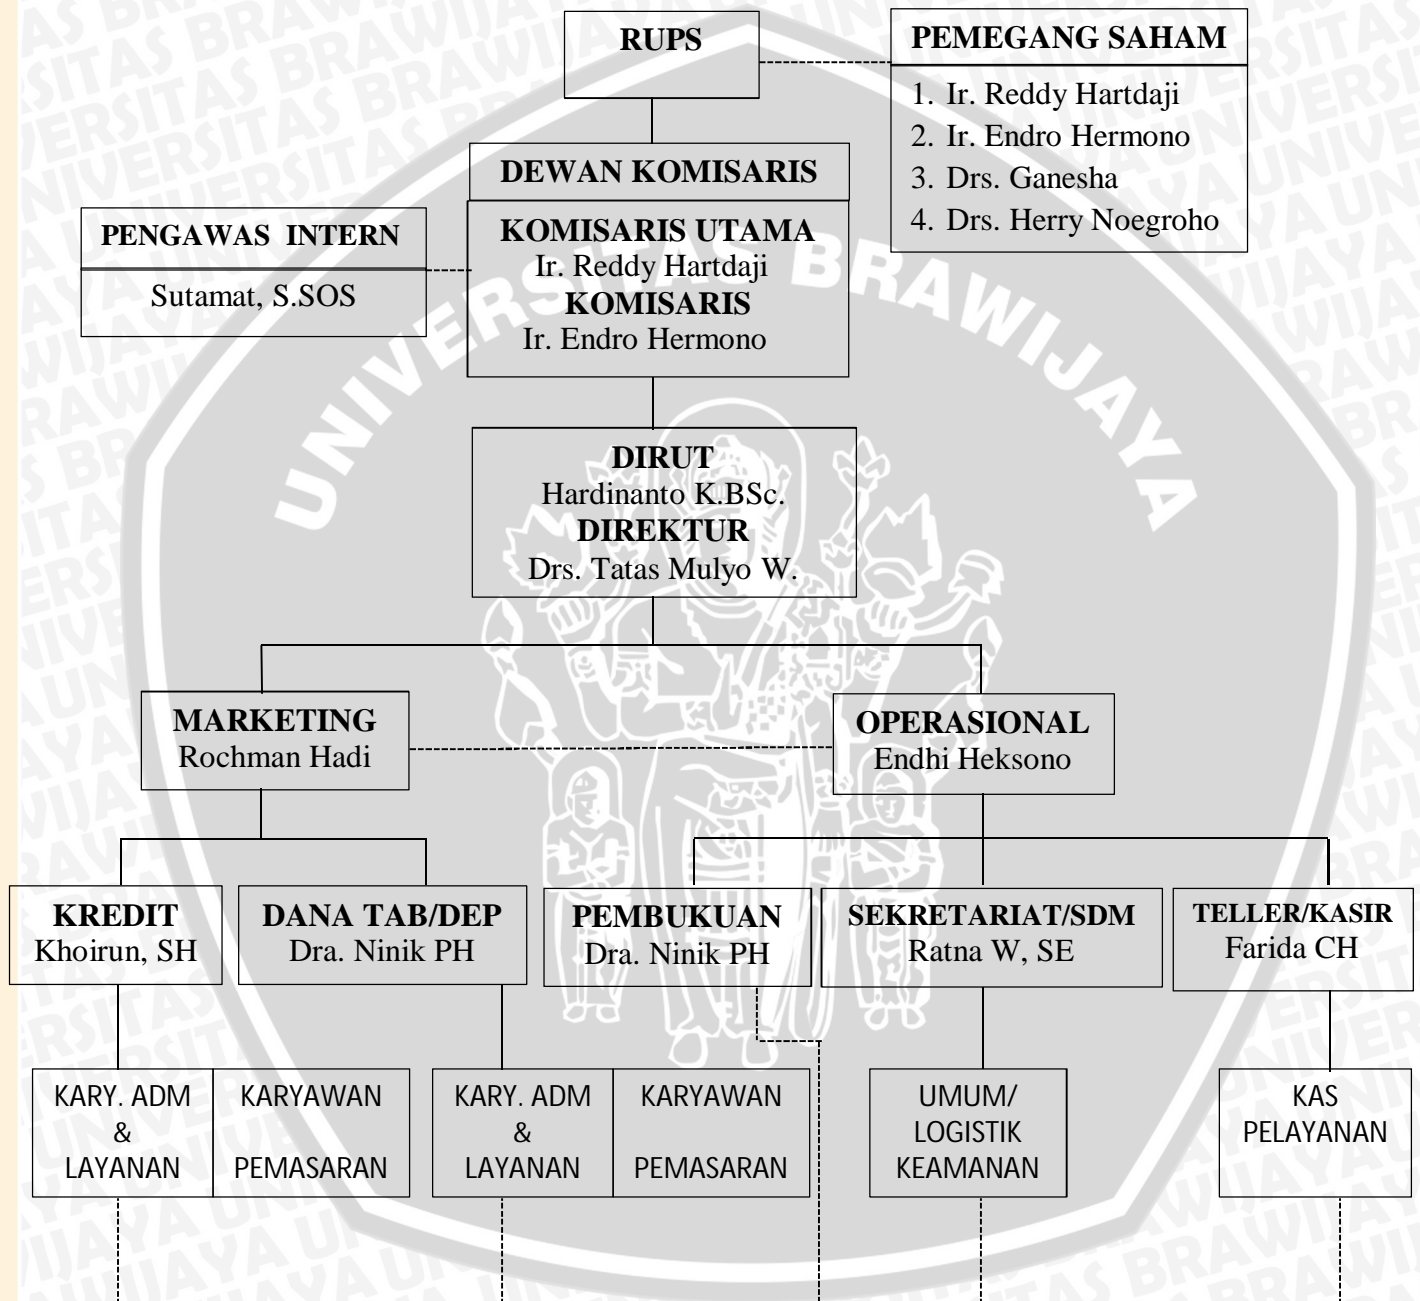 RUPS
PEMEGANG SAHAM
1. Ir. Reddy Hartdaji
2. Ir. Endro Hermono
3. Drs. Ganesha
4. Drs. Herry Noegroho
DEWAN KOMISARIS
KOMISARIS UTAMA
Ir. Reddy Hartdaji
KOMISARIS
Ir. Endro Hermono
PENGAWAS INTERN
Sutamat, S.SOS
UNIVERSITAS BRAWIJAYA
DIRUT
Hardinanto K.BSc.
DIREKTUR
Drs. Tatas Mulyo W.
MARKETING
Rochman Hadi
OPERASIONAL
Endhi Heksono
KREDIT
Khoirun, SH
DANA TAB/DEP
Dra. Ninik PH
PEMBUKUAN
Dra. Ninik PH
SEKRETARIAT/SDM
Ratna W, SE
TELLER/KASIR
Farida CH
KARY. ADM
&
LAYANAN
KARYAWAN
PEMASARAN
KARY. ADM
&
LAYANAN
KARYAWAN
PEMASARAN
UMUM/
LOGISTIK
KEAMANAN
KAS
PELAYANAN